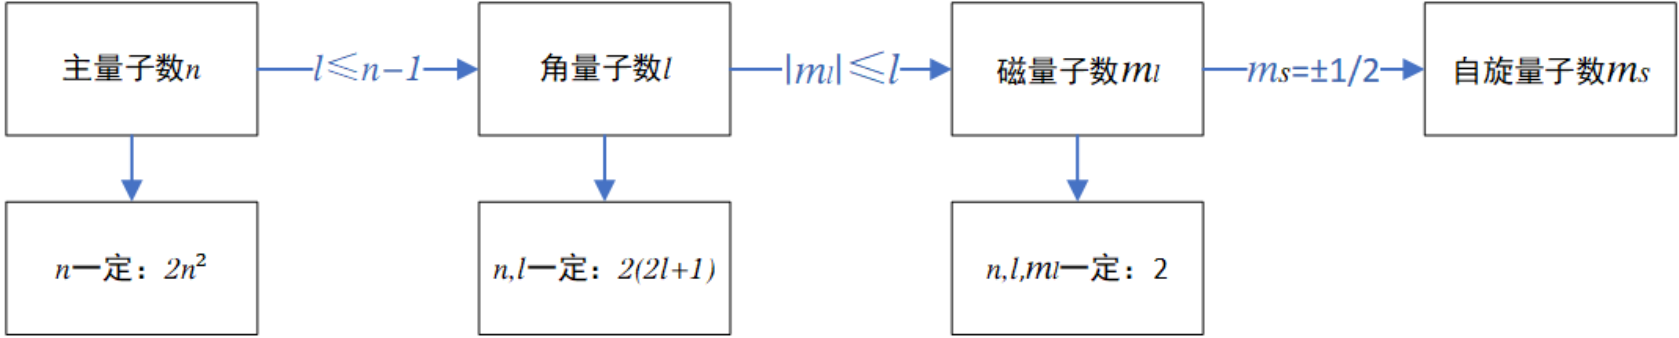 主量子数n
l≤n-1
角量子数l
|ml|≤l
磁量子数ml
ms=±1/2
自旋量子数ms
n一定：2n²
n,l一定：2(2l+1)
n,l,ml一定：2